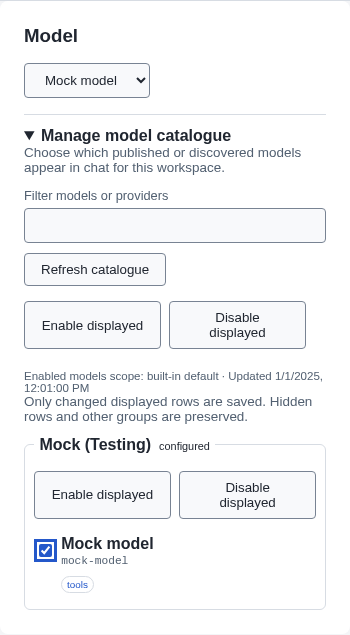 Model
Mock model
Manage model catalogue
Choose which published or discovered models
appear in chat for this workspace.
Filter models or providers
Refresh catalogue
Enable displayed
Disable
displayed
Enabled models scope: built-in default · Updated 1/1/2025,
12:01:00 PM
Only changed displayed rows are saved. Hidden
rows and other groups are preserved.
Mock (Testing) configured
Enable displayed
Disable
displayed
Mock model
mock-model
tools